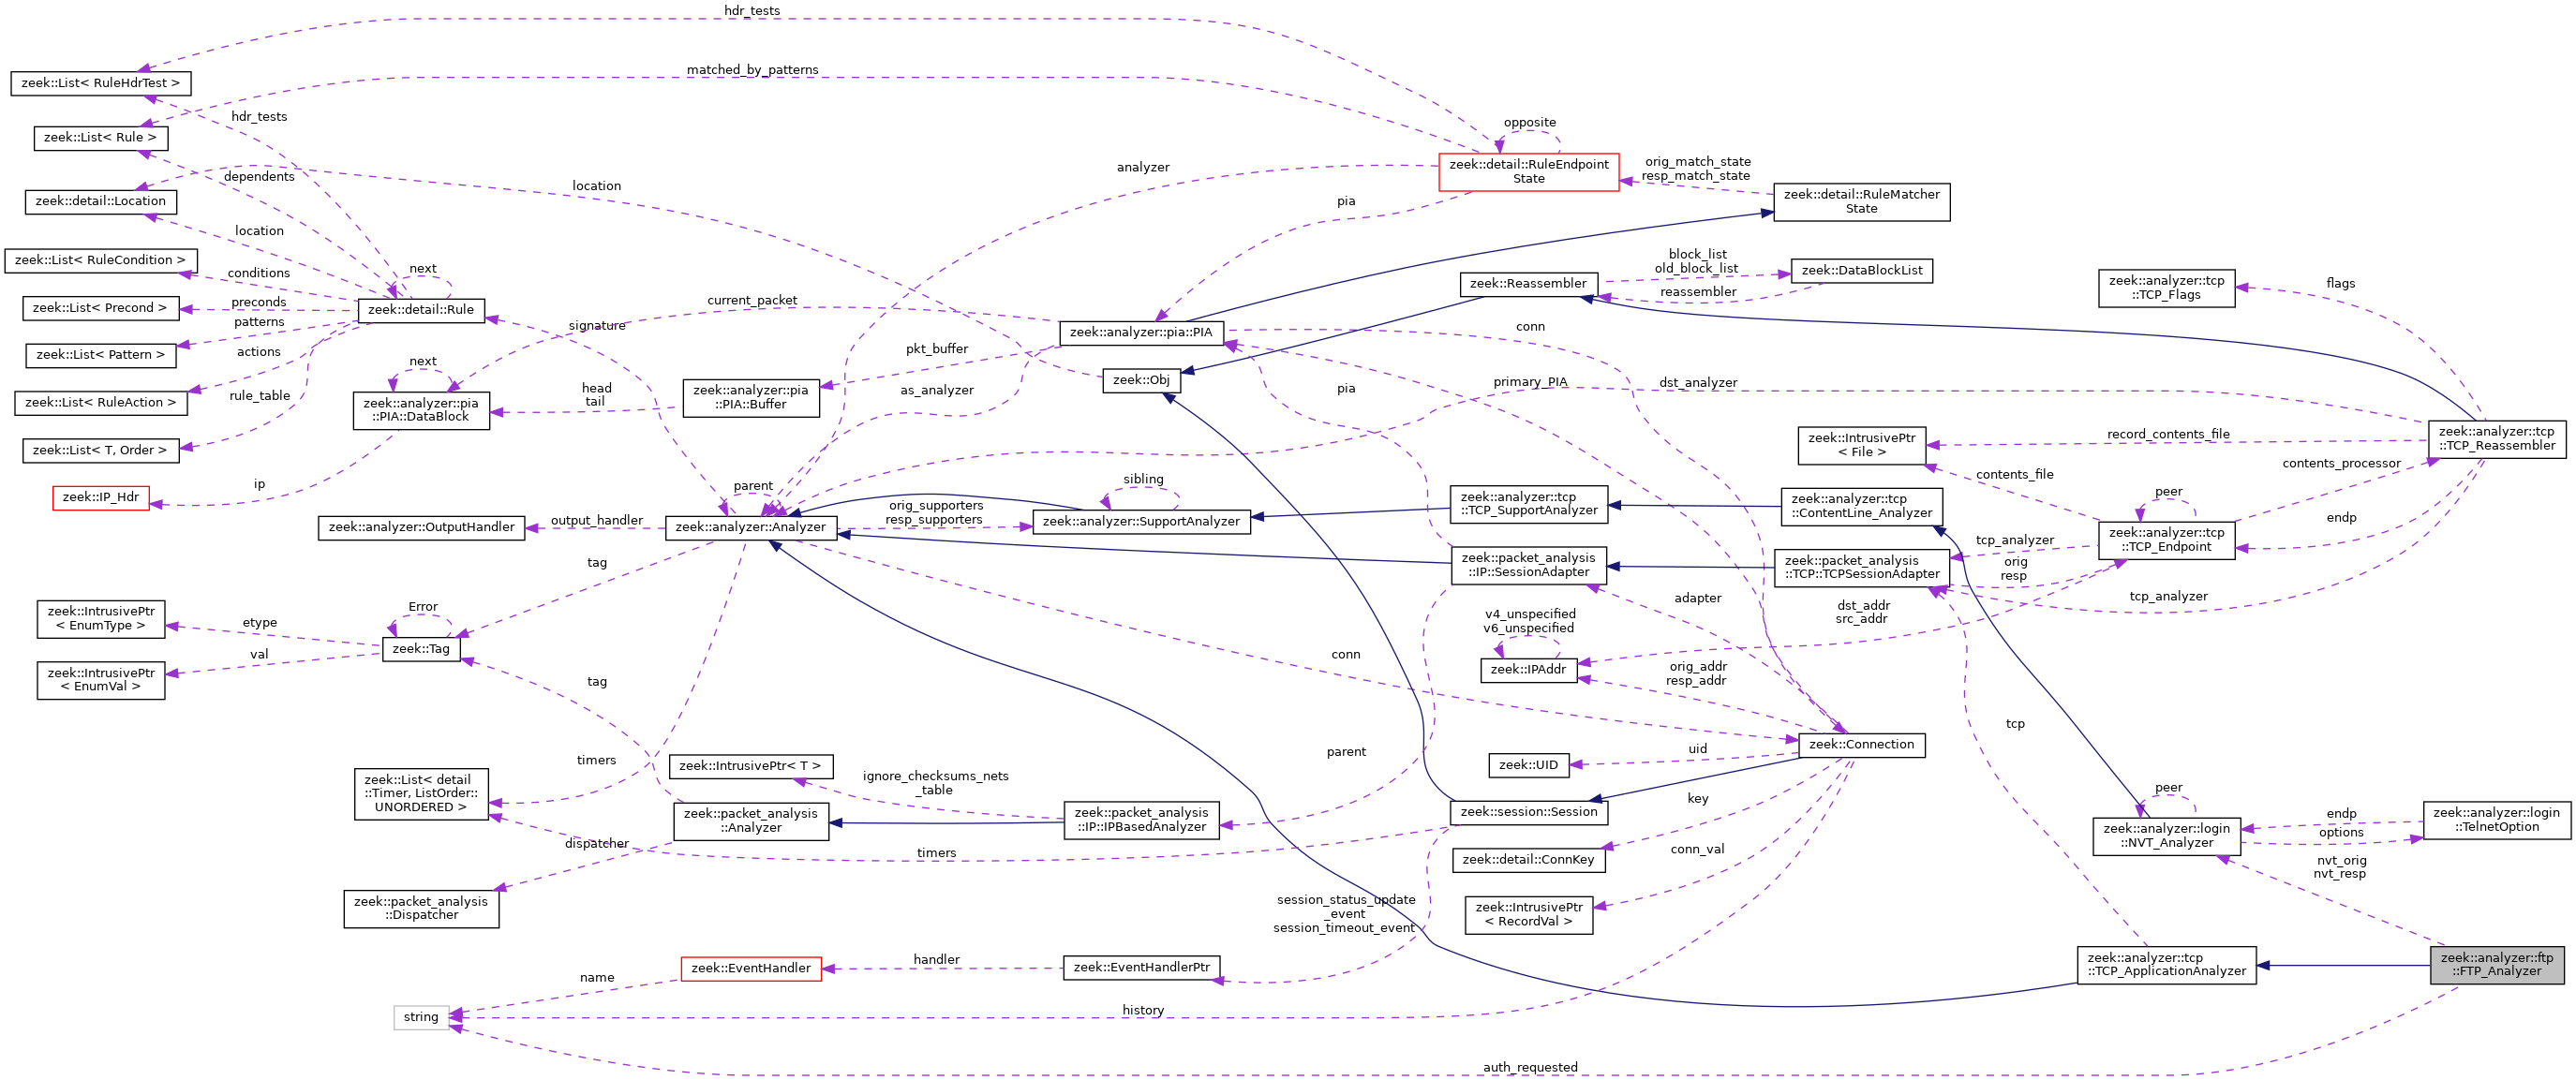 hdr_tests
matched_by_patterns
zeek::List< RuleHdrTest >
hdr_tests
zeek::List< Rule >
dependents
zeek::detail::Location
location
location
zeek::List< RuleCondition >
conditions
next
zeek::List< Precond >
preconds
zeek::detail::Rule
patterns
zeek::List< Pattern >
actions
zeek::List< RuleAction >
rule_table
zeek::List< T, Order >
next
zeek::analyzer::pia
::PIA::DataBlock
ip
zeek::IP_Hdr
signature
head
tail
current_packet
zeek::analyzer::pia
::PIA::Buffer
pkt_buffer
as_analyzer
analyzer
zeek::analyzer::pia::PIA
zeek::Obj
pia
pia
opposite
zeek::detail::RuleEndpoint
State
orig_match_state
resp_match_state
zeek::detail::RuleMatcher
State
zeek::Reassembler
block_list
old_block_list
reassembler
zeek::DataBlockList
conn
primary_PIA
dst_analyzer
zeek::analyzer::tcp
::TCP_Flags
flags
zeek::analyzer::tcp
::TCP_Reassembler
zeek::IntrusivePtr
< File >
record_contents_file
contents_file
contents_processor
peer
zeek::analyzer::tcp
::TCP_Endpoint
endp
tcp_analyzer
tcp_analyzer
orig
resp
dst_addr
src_addr
zeek::analyzer::OutputHandler
output_handler
parent
zeek::analyzer::Analyzer
orig_supporters
resp_supporters
sibling
zeek::analyzer::SupportAnalyzer
zeek::analyzer::tcp
::TCP_SupportAnalyzer
zeek::analyzer::tcp
::ContentLine_Analyzer
zeek::packet_analysis
::IP::SessionAdapter
zeek::packet_analysis
::TCP::TCPSessionAdapter
tag
Error
zeek::IntrusivePtr
< EnumType >
etype
zeek::Tag
val
zeek::IntrusivePtr
< EnumVal >
tag
timers
conn
adapter
v4_unspecified
v6_unspecified
zeek::IPAddr
orig_addr
resp_addr
zeek::Connection
uid
zeek::UID
key
zeek::session::Session
conn_val
zeek::detail::ConnKey
zeek::IntrusivePtr
< RecordVal >
parent
zeek::IntrusivePtr< T >
ignore_checksums_nets
_table
zeek::packet_analysis
::IP::IPBasedAnalyzer
zeek::packet_analysis
::Analyzer
zeek::List< detail
::Timer, ListOrder::
UNORDERED >
timers
dispatcher
zeek::packet_analysis
::Dispatcher
session_status_update
_event
session_timeout_event
zeek::EventHandlerPtr
handler
zeek::EventHandler
name
string
history
auth_requested
tcp
peer
zeek::analyzer::login
::NVT_Analyzer
endp
options
zeek::analyzer::login
::TelnetOption
nvt_orig
nvt_resp
zeek::analyzer::tcp
::TCP_ApplicationAnalyzer
zeek::analyzer::ftp
::FTP_Analyzer